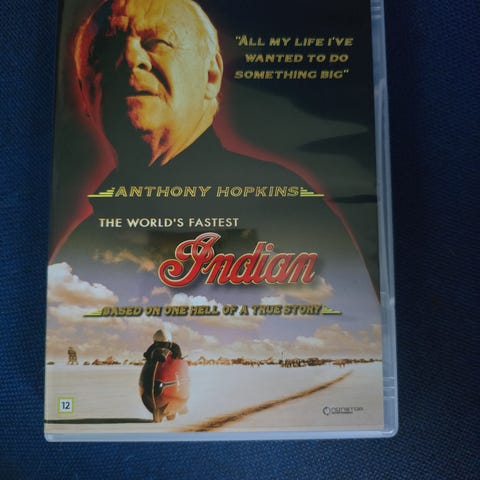 "ALL MY LIFE I'VE
WANTED TO DO
SOMETHING BIG"
ANTHONY HOPKINS
THE WORLD'S FASTEST
Indian
BASED ON ONE HELL OF A TRUE STORY
12
NONSTOP